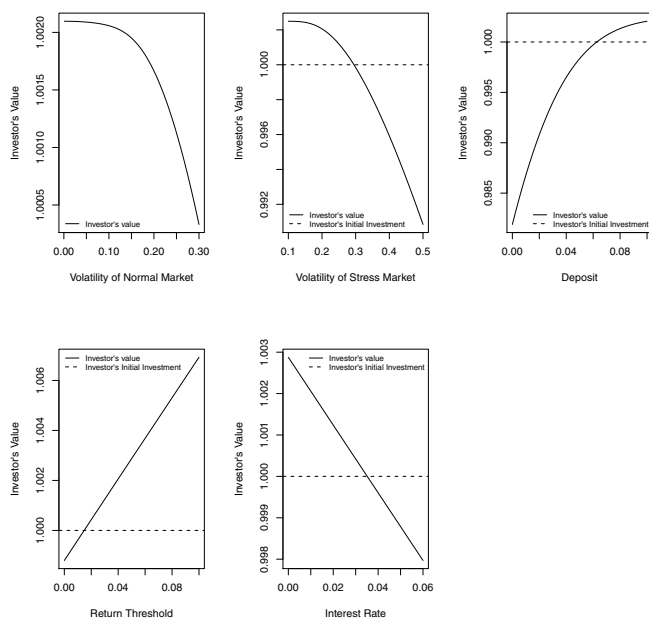 Investor's Value
1.0005 1.0010 1.0015 1.0020
Investor's value
0.00 0.10 0.20 0.30
Volatility of Normal Market
Investor's Value
0.992 0.996 1.000
Investor's value
Investor's Initial Investment
0.1 0.2 0.3 0.4 0.5
Volatility of Stress Market
Investor's Value
0.985 0.990 0.995 1.000
Investor's value
Investor's Initial Investment
0.00 0.04 0.08
Deposit
Investor's Value
1.000 1.002 1.004 1.006
Investor's value
Investor's Initial Investment
0.00 0.04 0.08
Return Threshold
Investor's Value
0.998 0.999 1.000 1.001 1.002 1.003
Investor's value
Investor's Initial Investment
0.00 0.02 0.04 0.06
Interest Rate